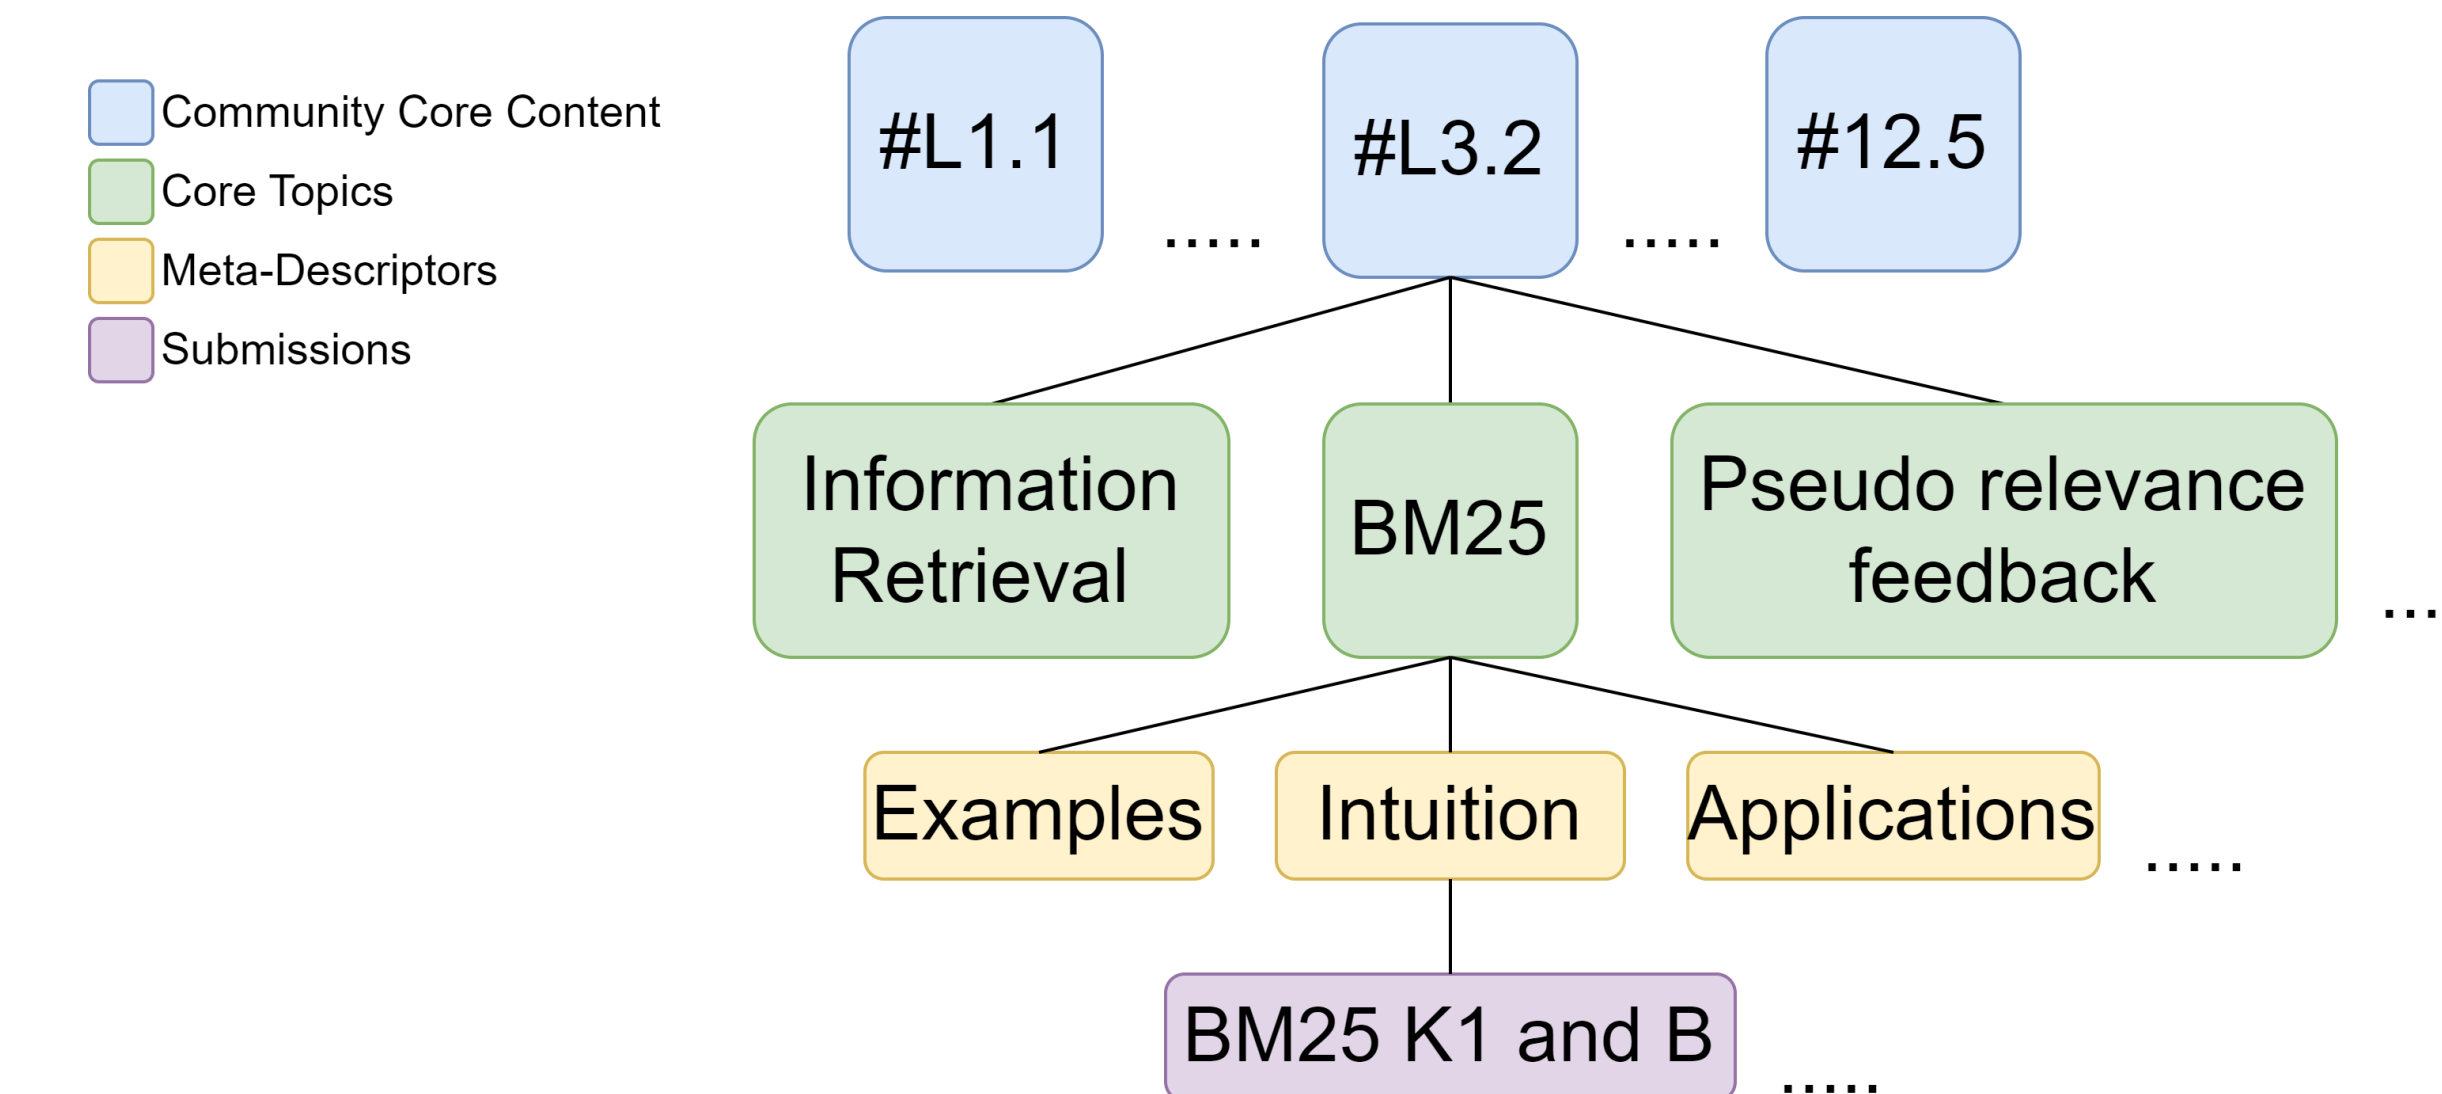 Community Core Content
Core Topics
Meta-Descriptors
Submissions
#L1.1
.....
#L3.2
.....
#12.5
Information
Retrieval
BM25
Pseudo relevance
feedback
...
Examples
Intuition
Applications
.....
BM25 K1 and B
.....